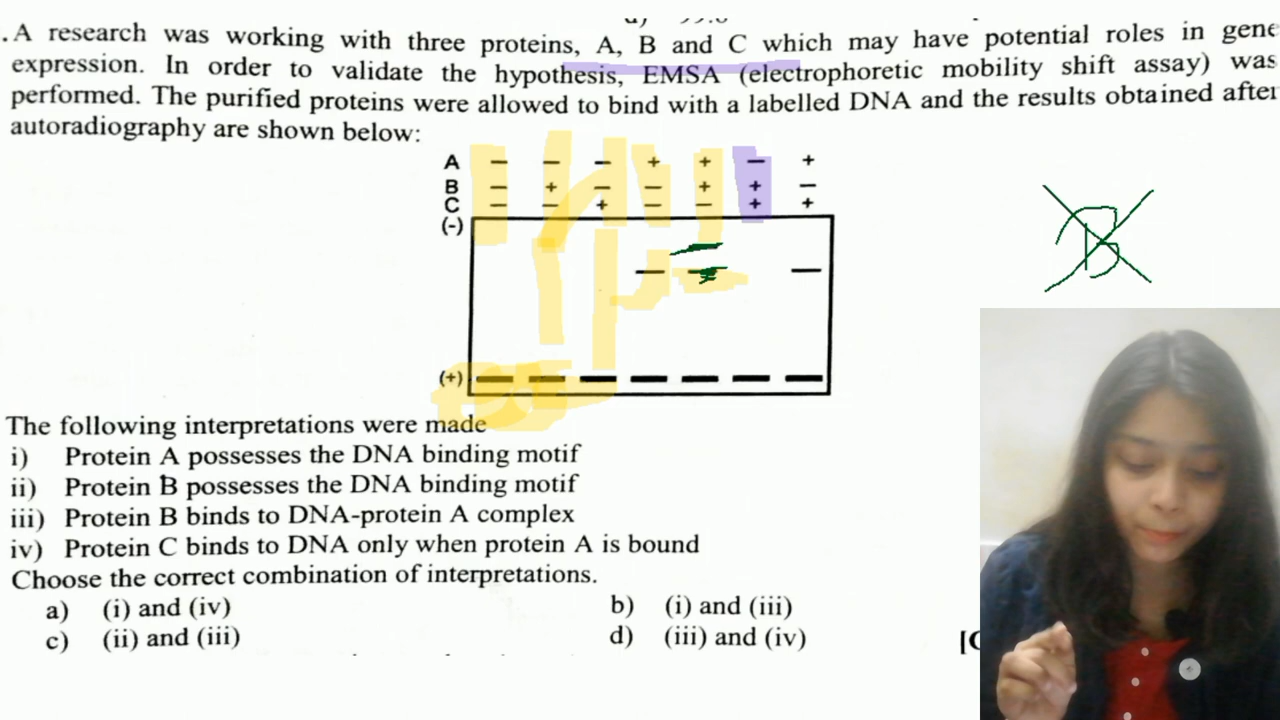 . A research was working with three proteins, A, B and C which may have potential roles in gene
expression. In order to validate the hypothesis, EMSA (electrophoretic mobility shift assay) was
performed. The purified proteins were allowed to bind with a labelled DNA and the results obtained after
autoradiography are shown below:
A − − − + + − +
B − + − − + + −
C − − + − − + +
(-)
B
(+)
The following interpretations were made
i) Protein A possesses the DNA binding motif
ii) Protein B possesses the DNA binding motif
iii) Protein B binds to DNA-protein A complex
iv) Protein C binds to DNA only when protein A is bound
Choose the correct combination of interpretations.
a) (i) and (iv) b) (i) and (iii)
c) (ii) and (iii) d) (iii) and (iv)